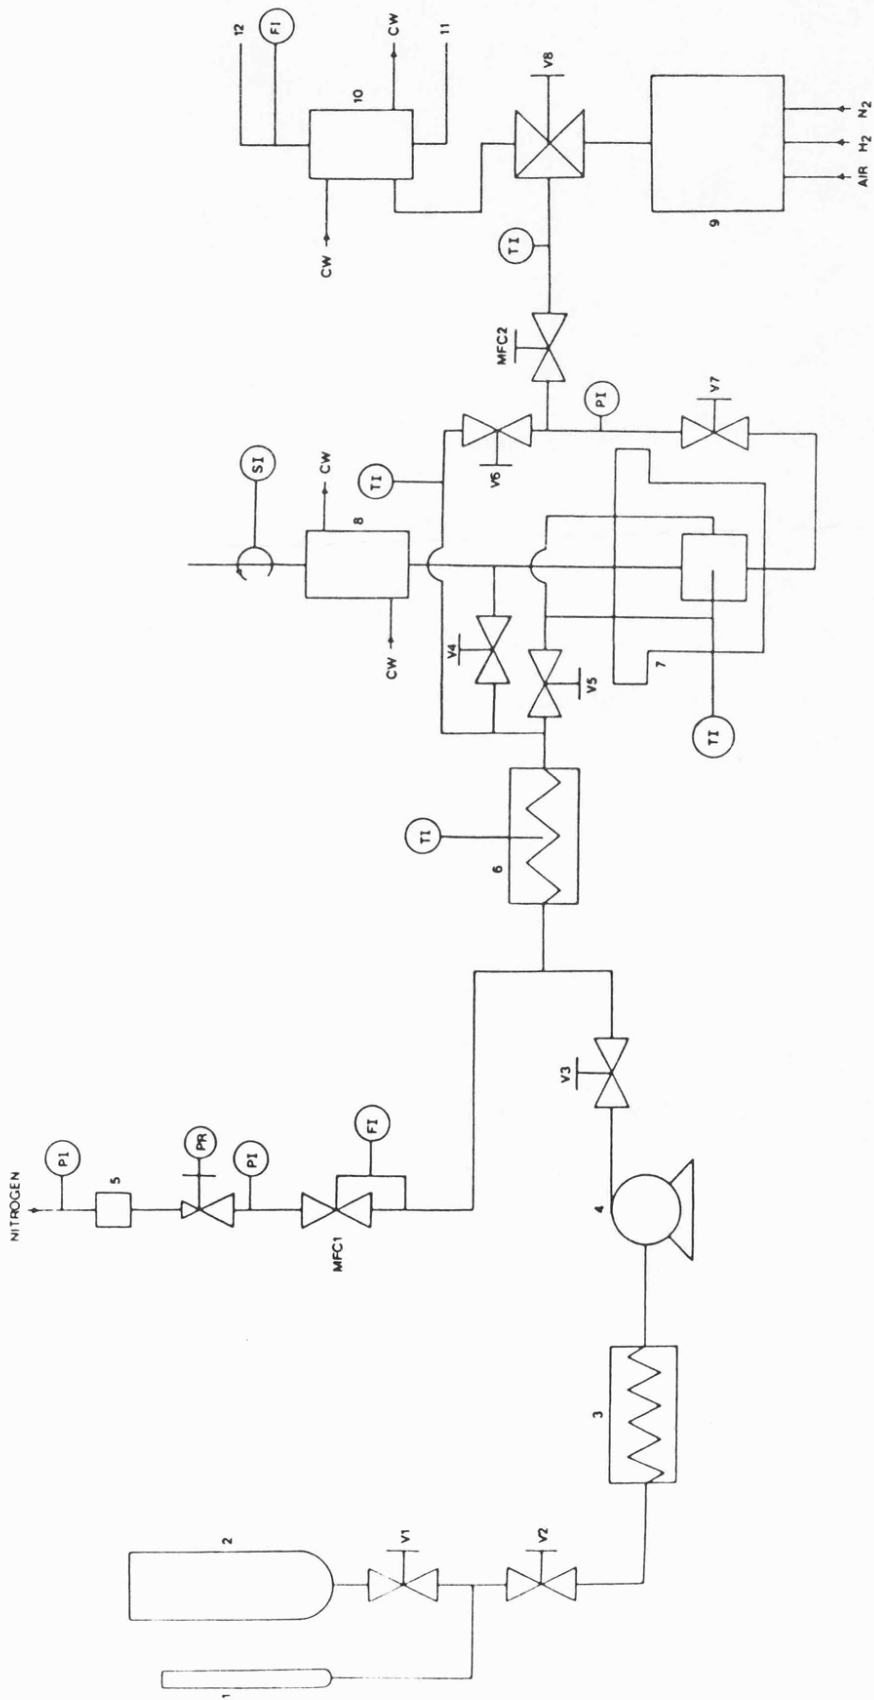 NITROGEN
PI
5
PR
PI
MFC1
FI
1
2
V1
V2
3
4
V3
6
TI
V4
V5
TI
V6
SI
CW
8
CW
7
TI
PI
V7
MFC2
TI
V8
12
FI
CW
10
CW
11
9
AIR
H2
N2